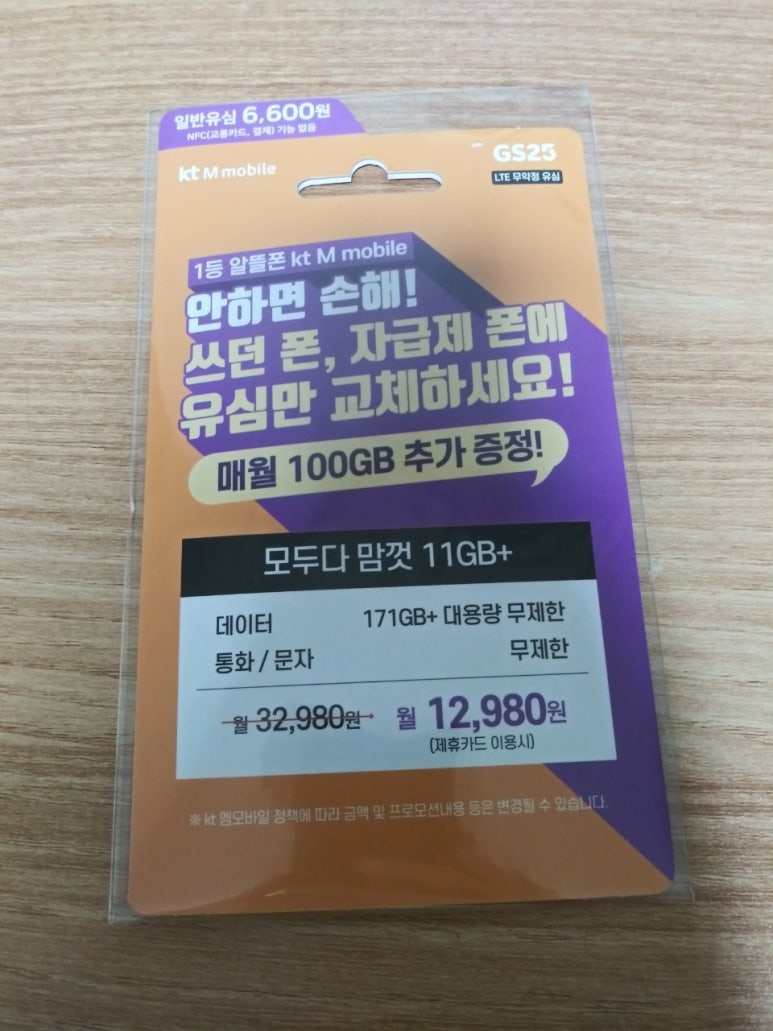 일반유심 6,600원
NFC(교통카드, 결제) 기능 없음
kt M mobile
GS25
LTE 무약정 유심
1등 알뜰폰 kt M mobile
안하면 손해!
쓰던 폰, 자급제 폰에
유심만 교체하세요!
매월 100GB 추가 증정!
모두다 맘껏 11GB+
데이터 171GB+ 대용량 무제한
통화 / 문자 무제한
월 32,980원 월 12,980원
(제휴카드 이용시)
※ kt 엠모바일 정책에 따라 금액 및 프로모션내용 등은 변경될 수 있습니다.